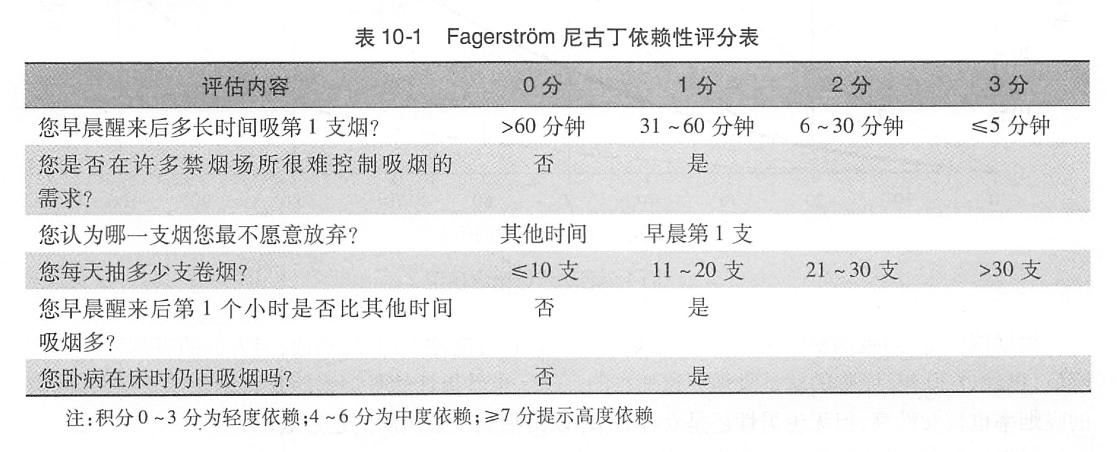 表 10-1 Fagerström 尼古丁依赖性评分表
评估内容 0 分 1 分 2 分 3 分
您早晨醒来后多长时间吸第 1 支烟? >60 分钟 31~60 分钟 6~30 分钟 ≤5 分钟
您是否在许多禁烟场所很难控制吸烟的 否 是
需求?
您认为哪一支烟您最不愿意放弃? 其他时间 早晨第 1 支
您每天抽多少支卷烟? ≤10 支 11~20 支 21~30 支 >30 支
您早晨醒来后第 1 个小时是否比其他时间 否 是
吸烟多?
您卧病在床时仍旧吸烟吗? 否 是
注:积分 0~3 分为轻度依赖;4~6 分为中度依赖;≥7 分提示高度依赖